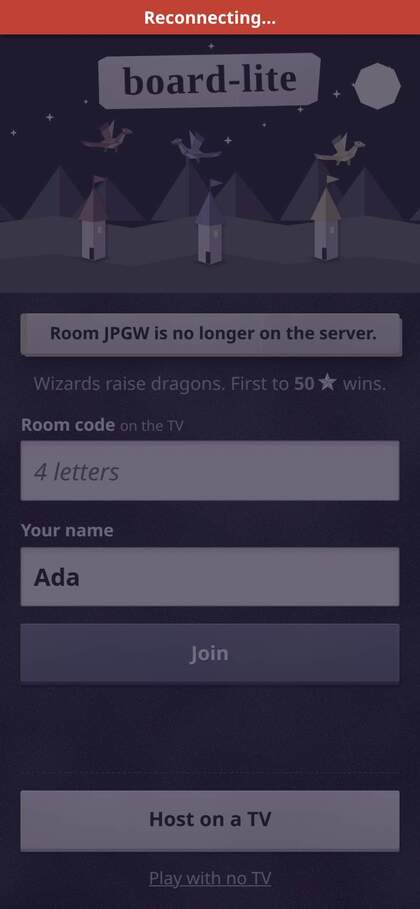 Reconnecting...
board-lite
Room JPGW is no longer on the server.
Wizards raise dragons. First to 50★ wins.
Room code on the TV
4 letters
Your name
Ada
Join
Host on a TV
Play with no TV